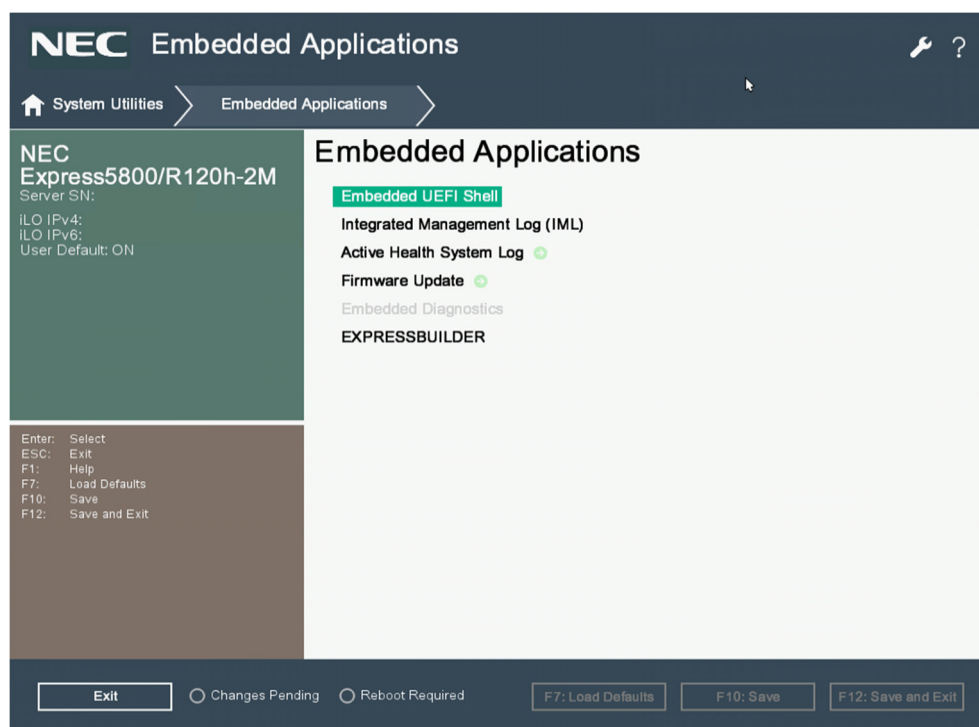 NEC Embedded Applications
?
System Utilities Embedded Applications
NEC
Express5800/R120h-2M
Server SN:
iLO IPv4:
iLO IPv6:
User Default: ON
Embedded Applications
Embedded UEFI Shell
Integrated Management Log (IML)
Active Health System Log
Firmware Update
Embedded Diagnostics
EXPRESSBUILDER
Enter: Select
ESC: Exit
F1: Help
F7: Load Defaults
F10: Save
F12: Save and Exit
Exit Changes Pending Reboot Required F7: Load Defaults F10: Save F12: Save and Exit